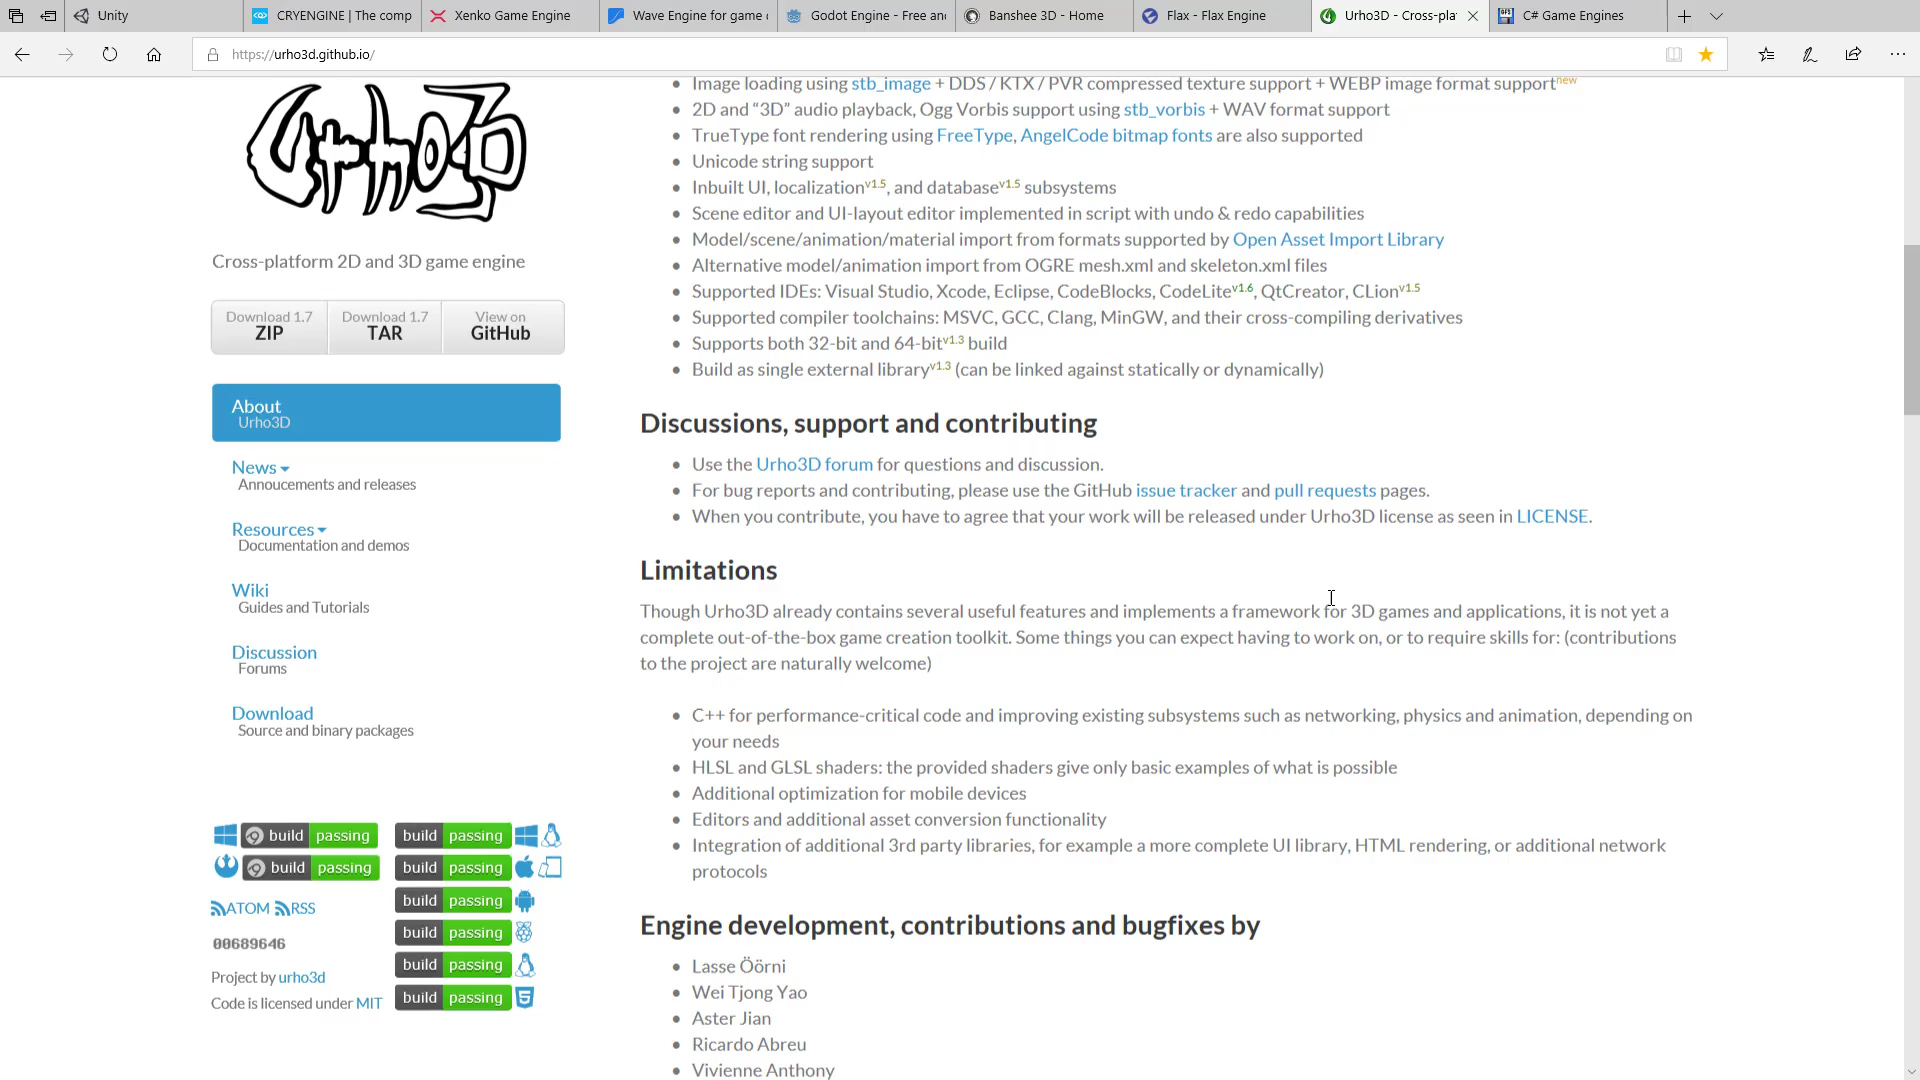 Unity
CRYENGINE | The comp
Xenko Game Engine
Wave Engine for game
Godot Engine - Free an
Banshee 3D - Home
Flax - Flax Engine
Urho3D - Cross-pla
C# Game Engines
https://urho3d.github.io/
Urho3D
Cross-platform 2D and 3D game engine
Download 1.7
ZIP
Download 1.7
TAR
View on
GitHub
About
Urho3D
News
Annoucements and releases
Resources
Documentation and demos
Wiki
Guides and Tutorials
Discussion
Forums
Download
Source and binary packages
build passing
build passing
build passing
build passing
build passing
build passing
build passing
build passing
ATOM RSS
00689646
Project by urho3d
Code is licensed under MIT
Image loading using stb_image + DDS / KTX / PVR compressed texture support + WEBP image format support new
2D and “3D” audio playback, Ogg Vorbis support using stb_vorbis + WAV format support
TrueType font rendering using FreeType, AngelCode bitmap fonts are also supported
Unicode string support
Inbuilt UI, localization v1.5, and database v1.5 subsystems
Scene editor and UI-layout editor implemented in script with undo & redo capabilities
Model/scene/animation/material import from formats supported by Open Asset Import Library
Alternative model/animation import from OGRE mesh.xml and skeleton.xml files
Supported IDEs: Visual Studio, Xcode, Eclipse, CodeBlocks, CodeLite v1.6, QtCreator, CLion v1.5
Supported compiler toolchains: MSVC, GCC, Clang, MinGW, and their cross-compiling derivatives
Supports both 32-bit and 64-bit v1.3 build
Build as single external library v1.3 (can be linked against statically or dynamically)
Discussions, support and contributing
Use the Urho3D forum for questions and discussion.
For bug reports and contributing, please use the GitHub issue tracker and pull requests pages.
When you contribute, you have to agree that your work will be released under Urho3D license as seen in LICENSE.
Limitations
Though Urho3D already contains several useful features and implements a framework for 3D games and applications, it is not yet a
complete out-of-the-box game creation toolkit. Some things you can expect having to work on, or to require skills for: (contributions
to the project are naturally welcome)
C++ for performance-critical code and improving existing subsystems such as networking, physics and animation, depending on
your needs
HLSL and GLSL shaders: the provided shaders give only basic examples of what is possible
Additional optimization for mobile devices
Editors and additional asset conversion functionality
Integration of additional 3rd party libraries, for example a more complete UI library, HTML rendering, or additional network
protocols
Engine development, contributions and bugfixes by
Lasse Öörni
Wei Tjong Yao
Aster Jian
Ricardo Abreu
Vivienne Anthony